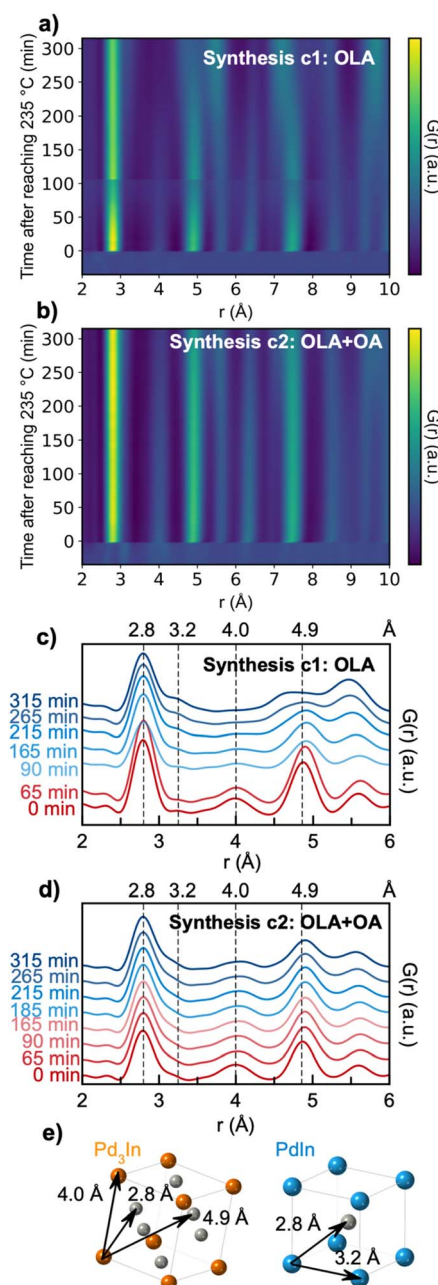 a)
Time after reaching 235 °C (min)
300
250
200
150
100
50
0
Synthesis c1: OLA
2 3 4 5 6 7 8 9 10
r (Å)
G(r) (a.u.)
b)
Time after reaching 235 °C (min)
300
250
200
150
100
50
0
Synthesis c2: OLA+OA
2 3 4 5 6 7 8 9 10
r (Å)
G(r) (a.u.)
c)
2.8 3.2 4.0 4.9 Å
Synthesis c1: OLA
315 min
265 min
215 min
165 min
90 min
65 min
0 min
G(r) (a.u.)
2 3 4 5 6
r (Å)
d)
2.8 3.2 4.0 4.9 Å
Synthesis c2: OLA+OA
315 min
265 min
215 min
185 min
165 min
90 min
65 min
0 min
G(r) (a.u.)
2 3 4 5 6
r (Å)
e)
Pd₃In
4.0 Å
2.8 Å
4.9 Å
PdIn
2.8 Å
3.2 Å